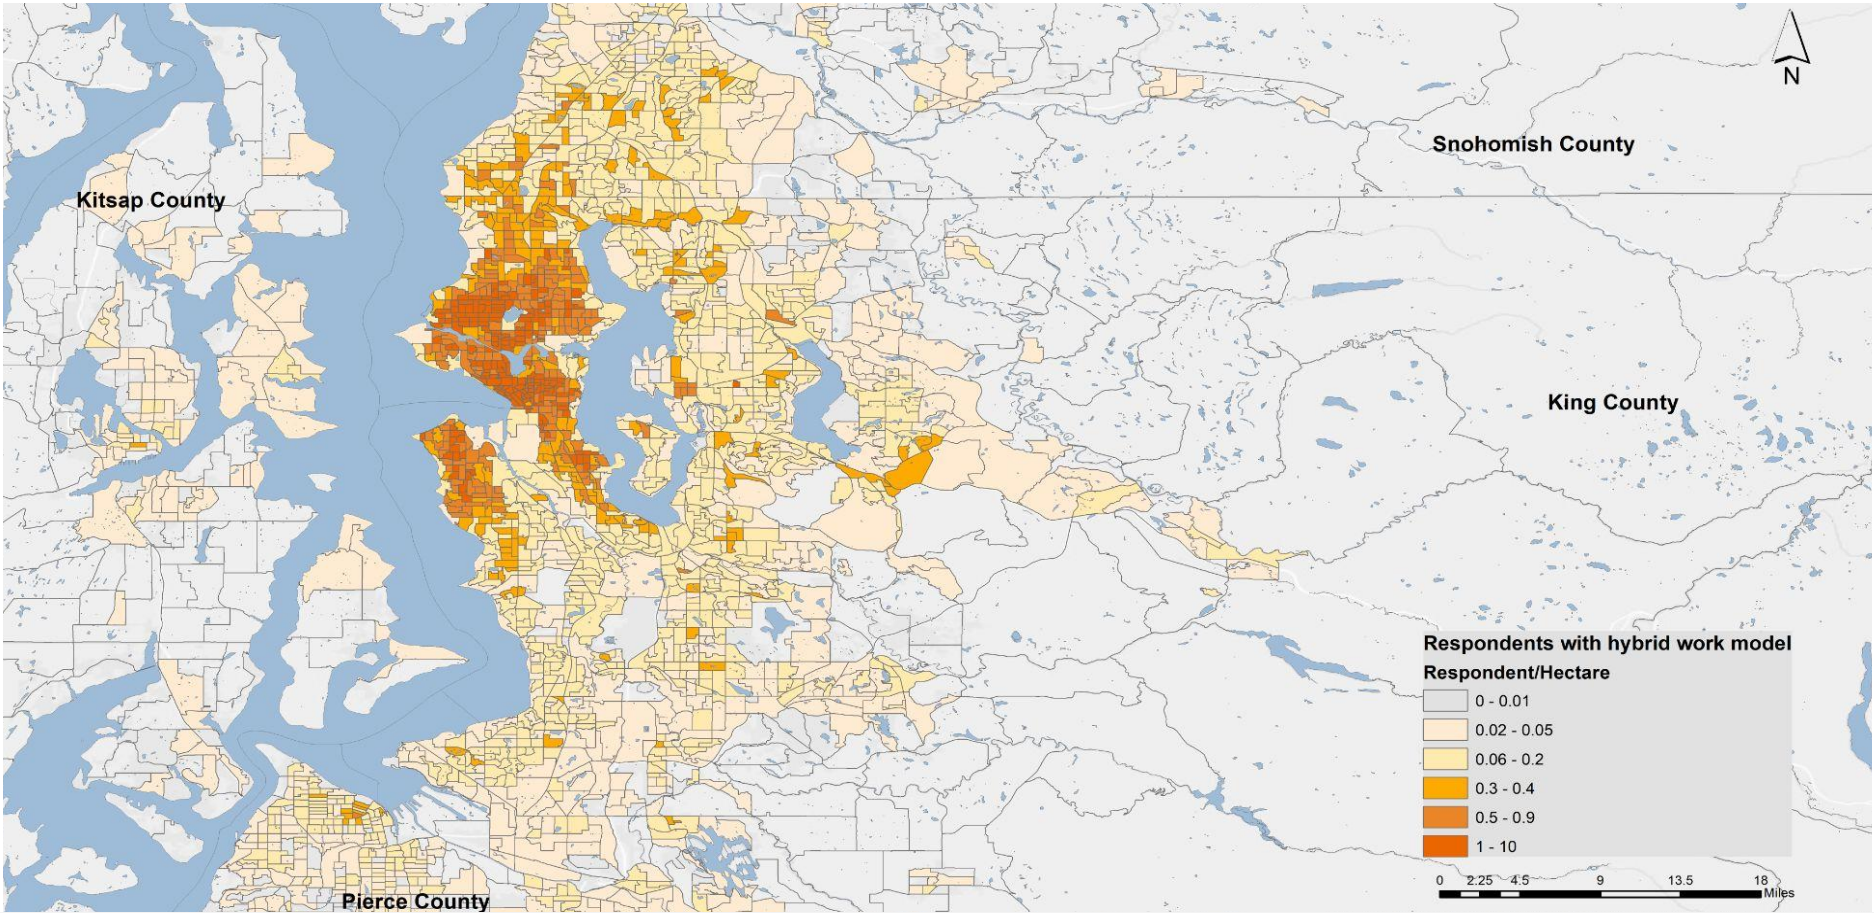 N
Snohomish County
Kitsap County
King County
Respondents with hybrid work model
Respondent/Hectare
0 - 0.01
0.02 - 0.05
0.06 - 0.2
0.3 - 0.4
0.5 - 0.9
1 - 10
0 2.25 4.5 9 13.5 18
Miles
Pierce County